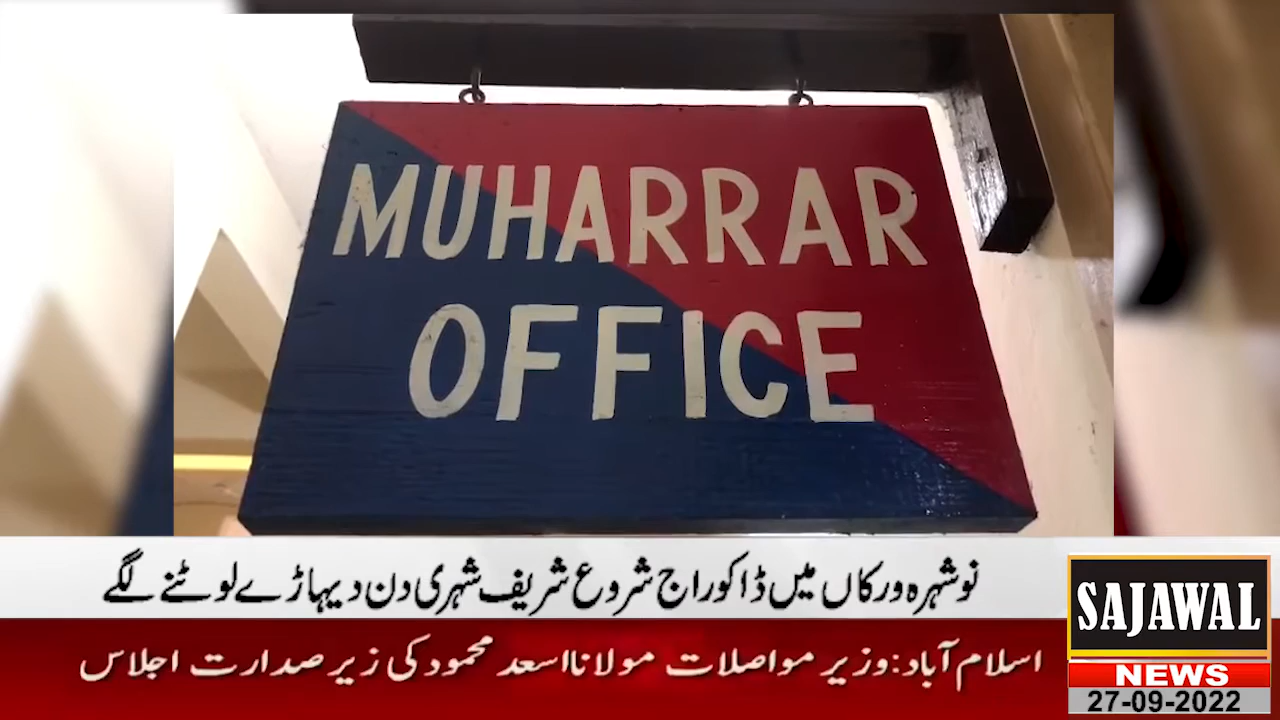 MUHARRAR
OFFICE
نوشہرہ ورکاں میں ڈاکو راج شروع شریف شہری دن دیہاڑے لوٹنے لگے
اسلام آباد: وزیر مواصلات مولانا اسعد محمود کی زیر صدارت اجلاس
SAJAWAL
NEWS
27-09-2022